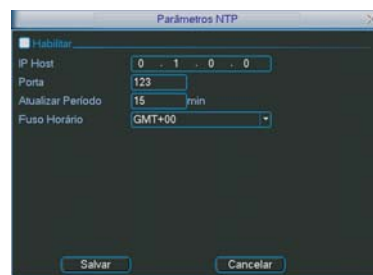 Parâmetros NTP
Habilitar
IP Host 0 . 1 . 0 . 0
Porta 123
Atualizar Período 15 min
Fuso Horário GMT+00
Salvar Cancelar